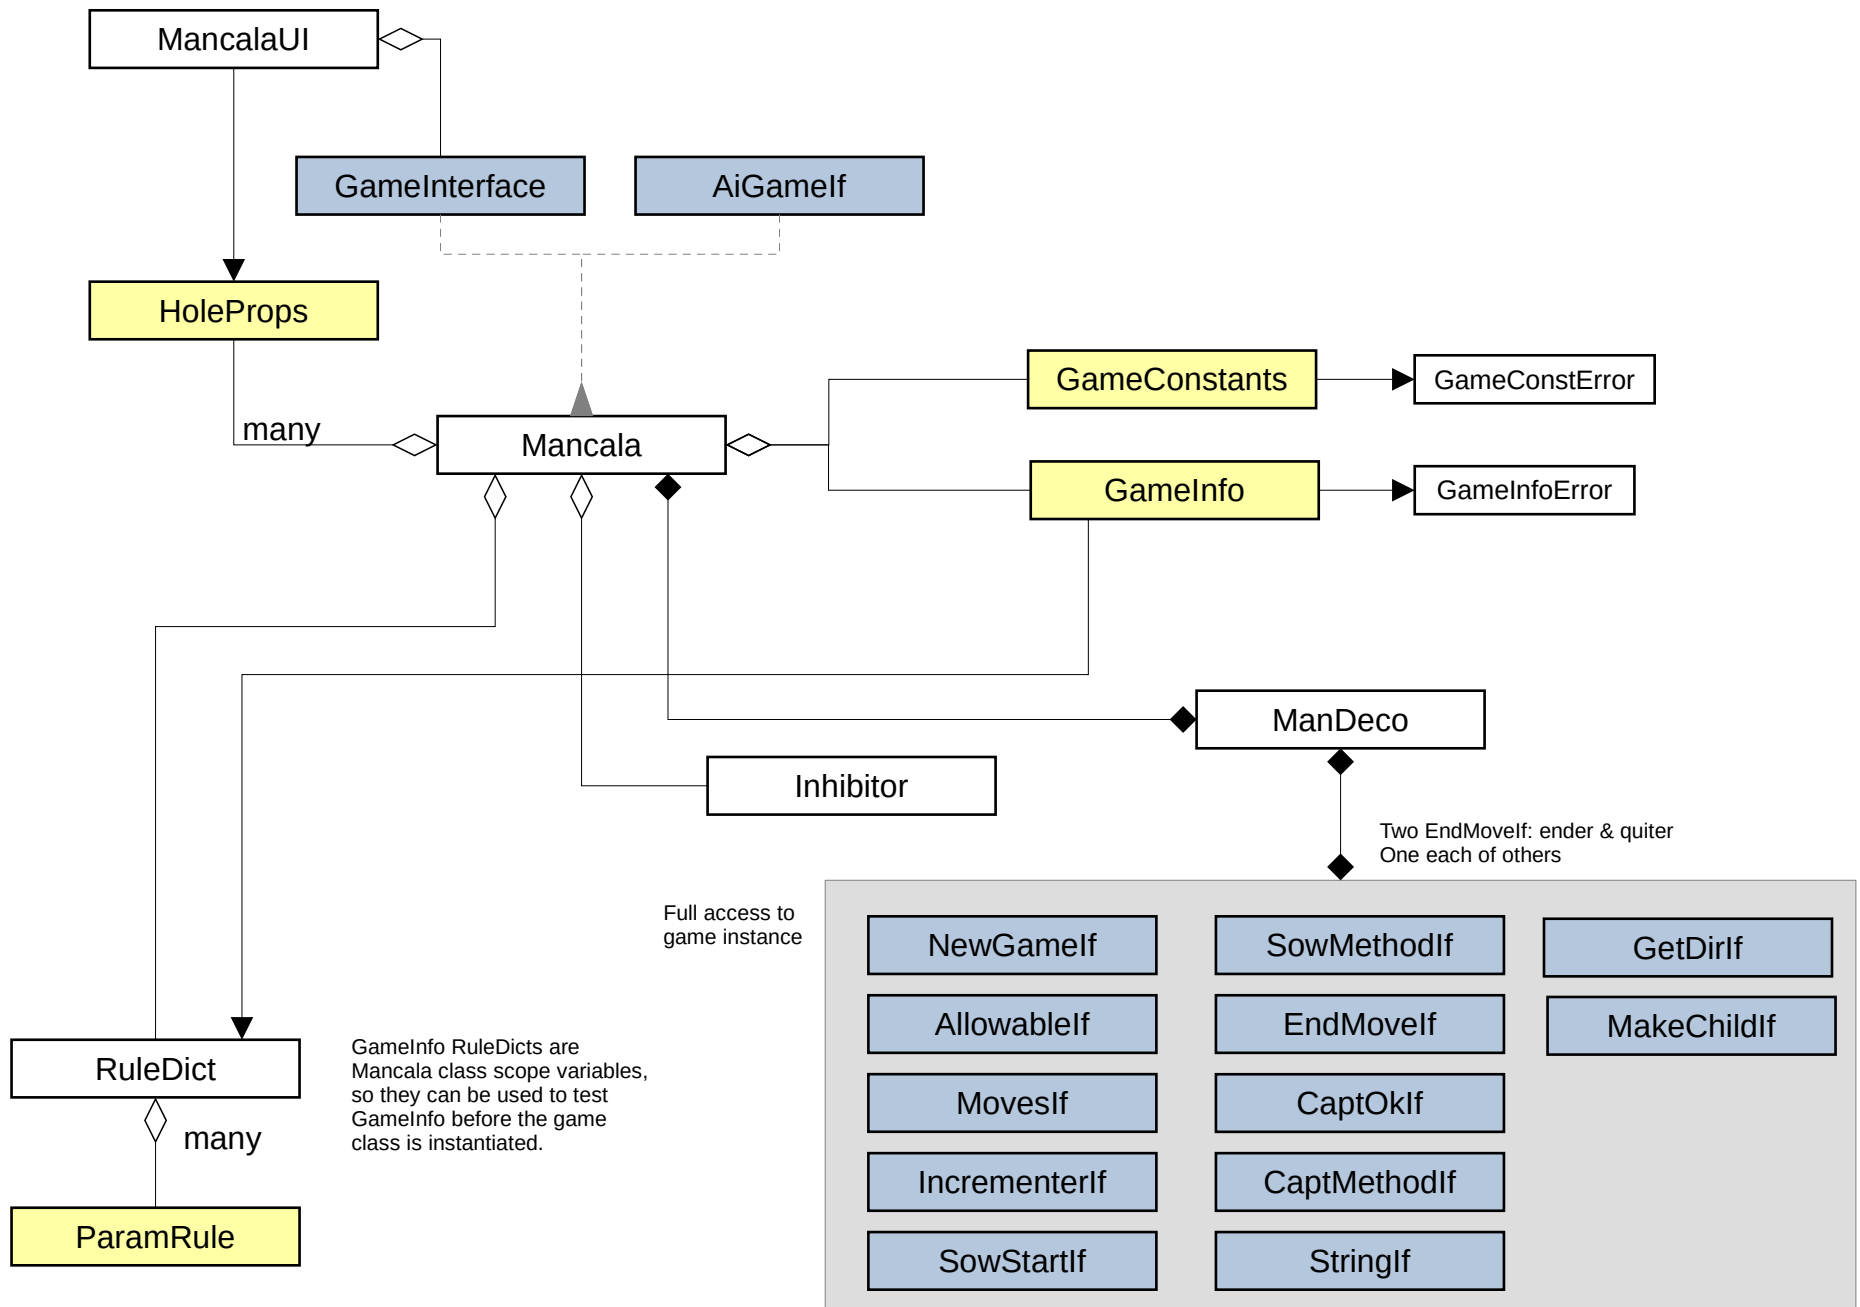 MancalaUI
GameInterface
AiGameIf
HoleProps
many
Mancala
GameConstants
GameConstError
GameInfo
GameInfoError
ManDeco
Inhibitor
Two EndMoveIf: ender & quiter
One each of others
Full access to
game instance
NewGameIf
SowMethodIf
GetDirIf
AllowableIf
EndMoveIf
MakeChildIf
MovesIf
CaptOkIf
IncrementerIf
CaptMethodIf
SowStartIf
StringIf
RuleDict
GameInfo RuleDicts are
Mancala class scope variables,
so they can be used to test
GameInfo before the game
class is instantiated.
many
ParamRule